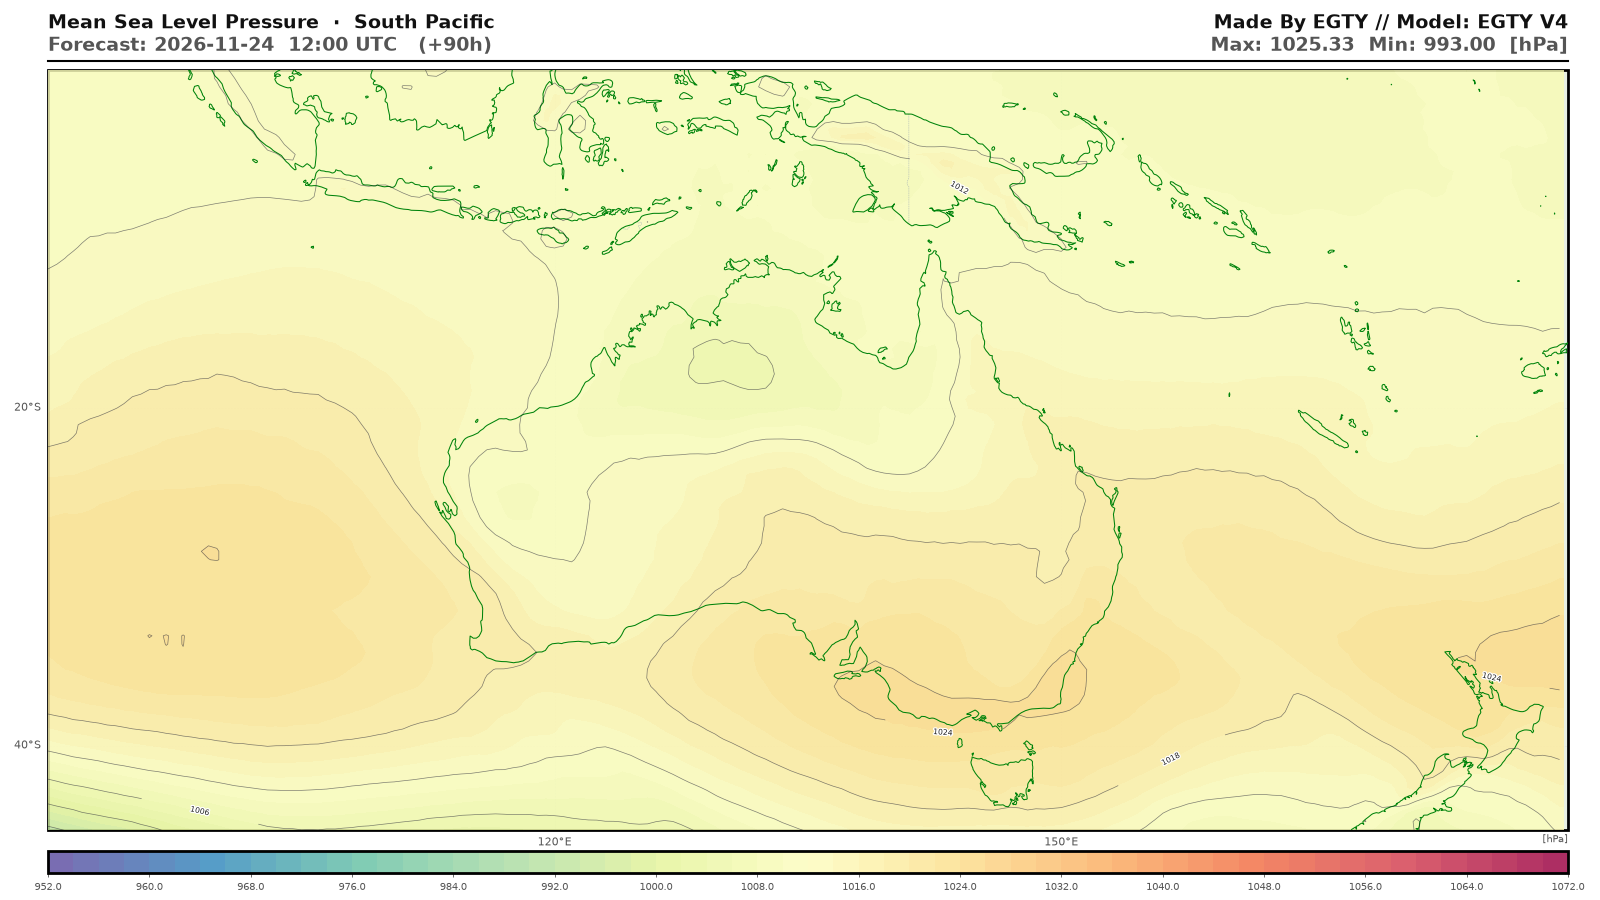 Mean Sea Level Pressure · South Pacific
Made By EGTY // Model: EGTY V4
Forecast: 2026-11-24 12:00 UTC (+90h)
Max: 1025.33 Min: 993.00 [hPa]
1012
20°S
1024
1024
40°S
1018
1006
120°E
150°E
[hPa]
952.0 960.0 968.0 976.0 984.0 992.0 1000.0 1008.0 1016.0 1024.0 1032.0 1040.0 1048.0 1056.0 1064.0 1072.0